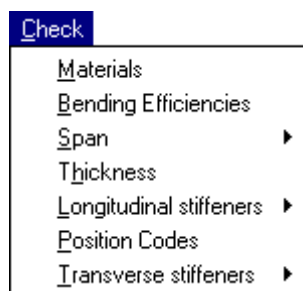 Check
Materials
Bending Efficiencies
Span
Thickness
Longitudinal stiffeners
Position Codes
Transverse stiffeners